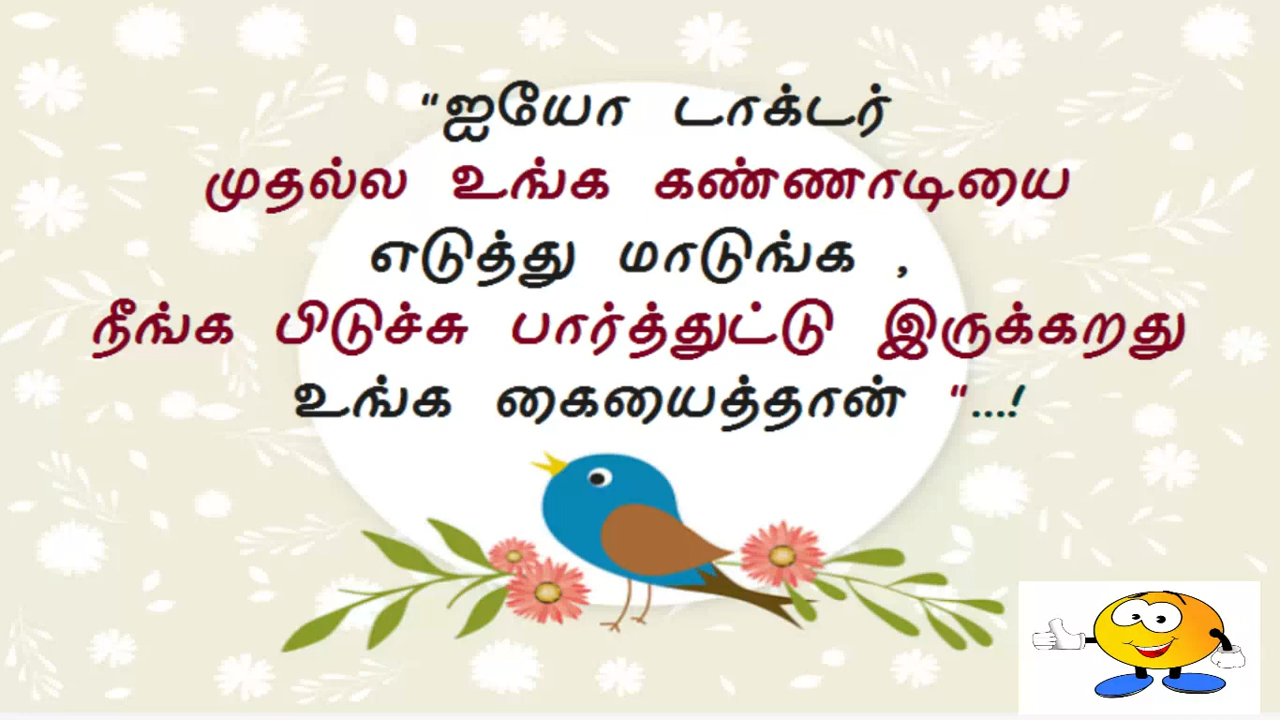 “ஐயோ டாக்டர்
முதல்ல உங்க கண்ணாடியை
எடுத்து மாடுங்க ,
நீங்க பிடுச்சு பார்த்துட்டு இருக்கறது
உங்க கையைத்தான் “...!